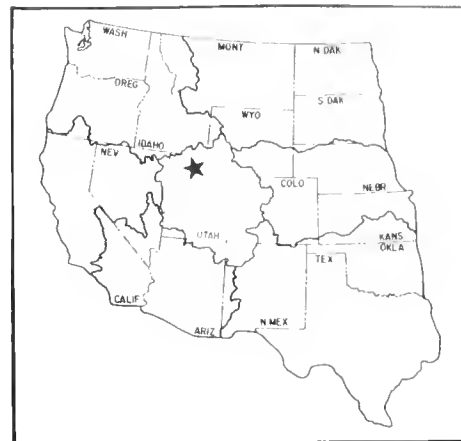 WASH
MONT
N DAK
OREG
S DAK
WYO
IDAHO
NEV
COLO
NEBR
UTAH
KANS
OKLA
TEX
CALIF
N MEX
ARIZ